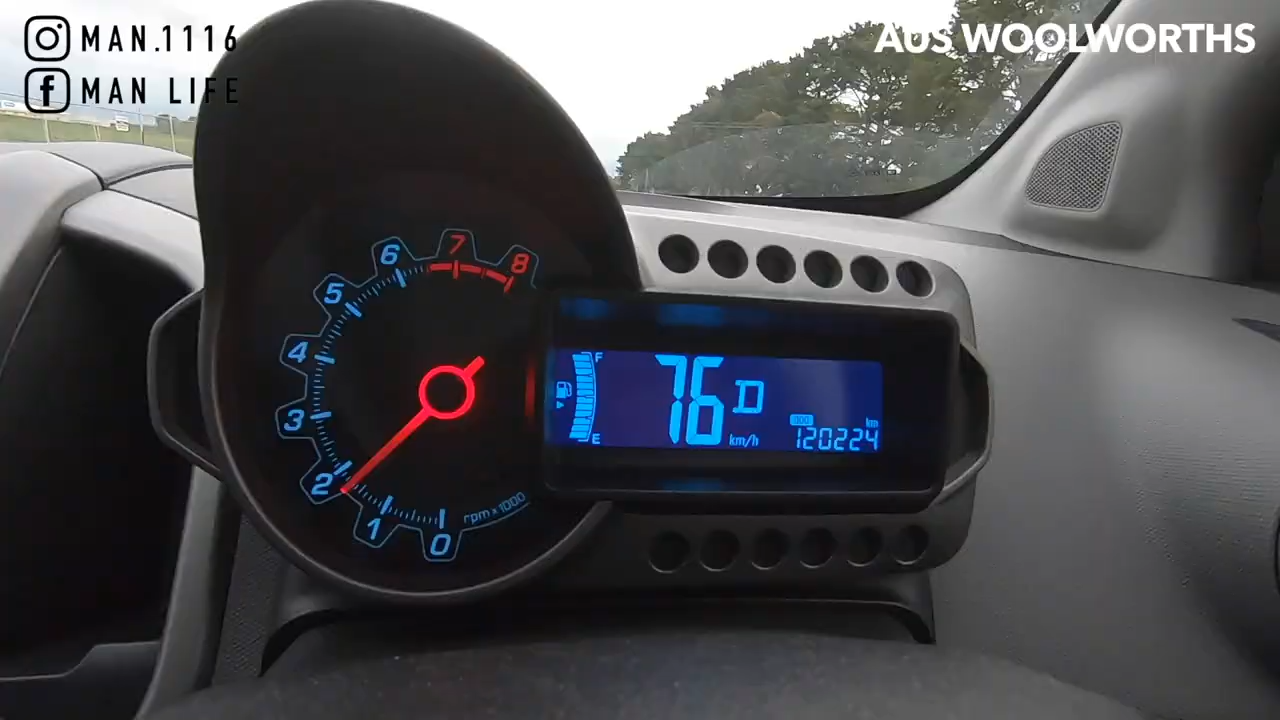 MAN.1116
MAN LIFE
AUS WOOLWORTHS
8
7
6
5
4
3
2
1
0
rpm x 1000
F
E
76 D
km/h
km
120224